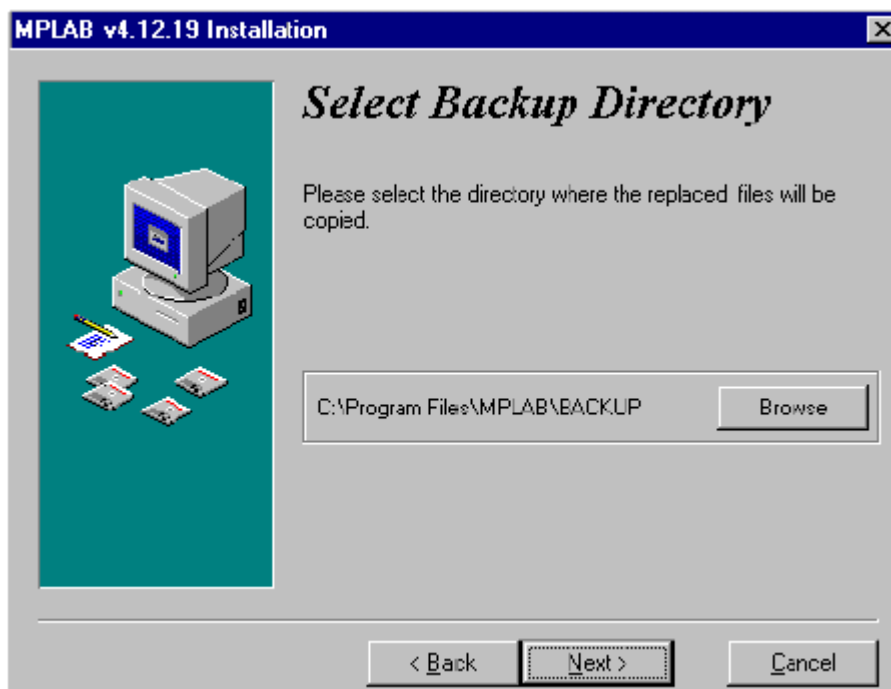 MPLAB v4.12.19 Installation
Select Backup Directory
Please select the directory where the replaced files will be
copied.
C:\Program Files\MPLAB\BACKUP
Browse
< Back
Next >
Cancel